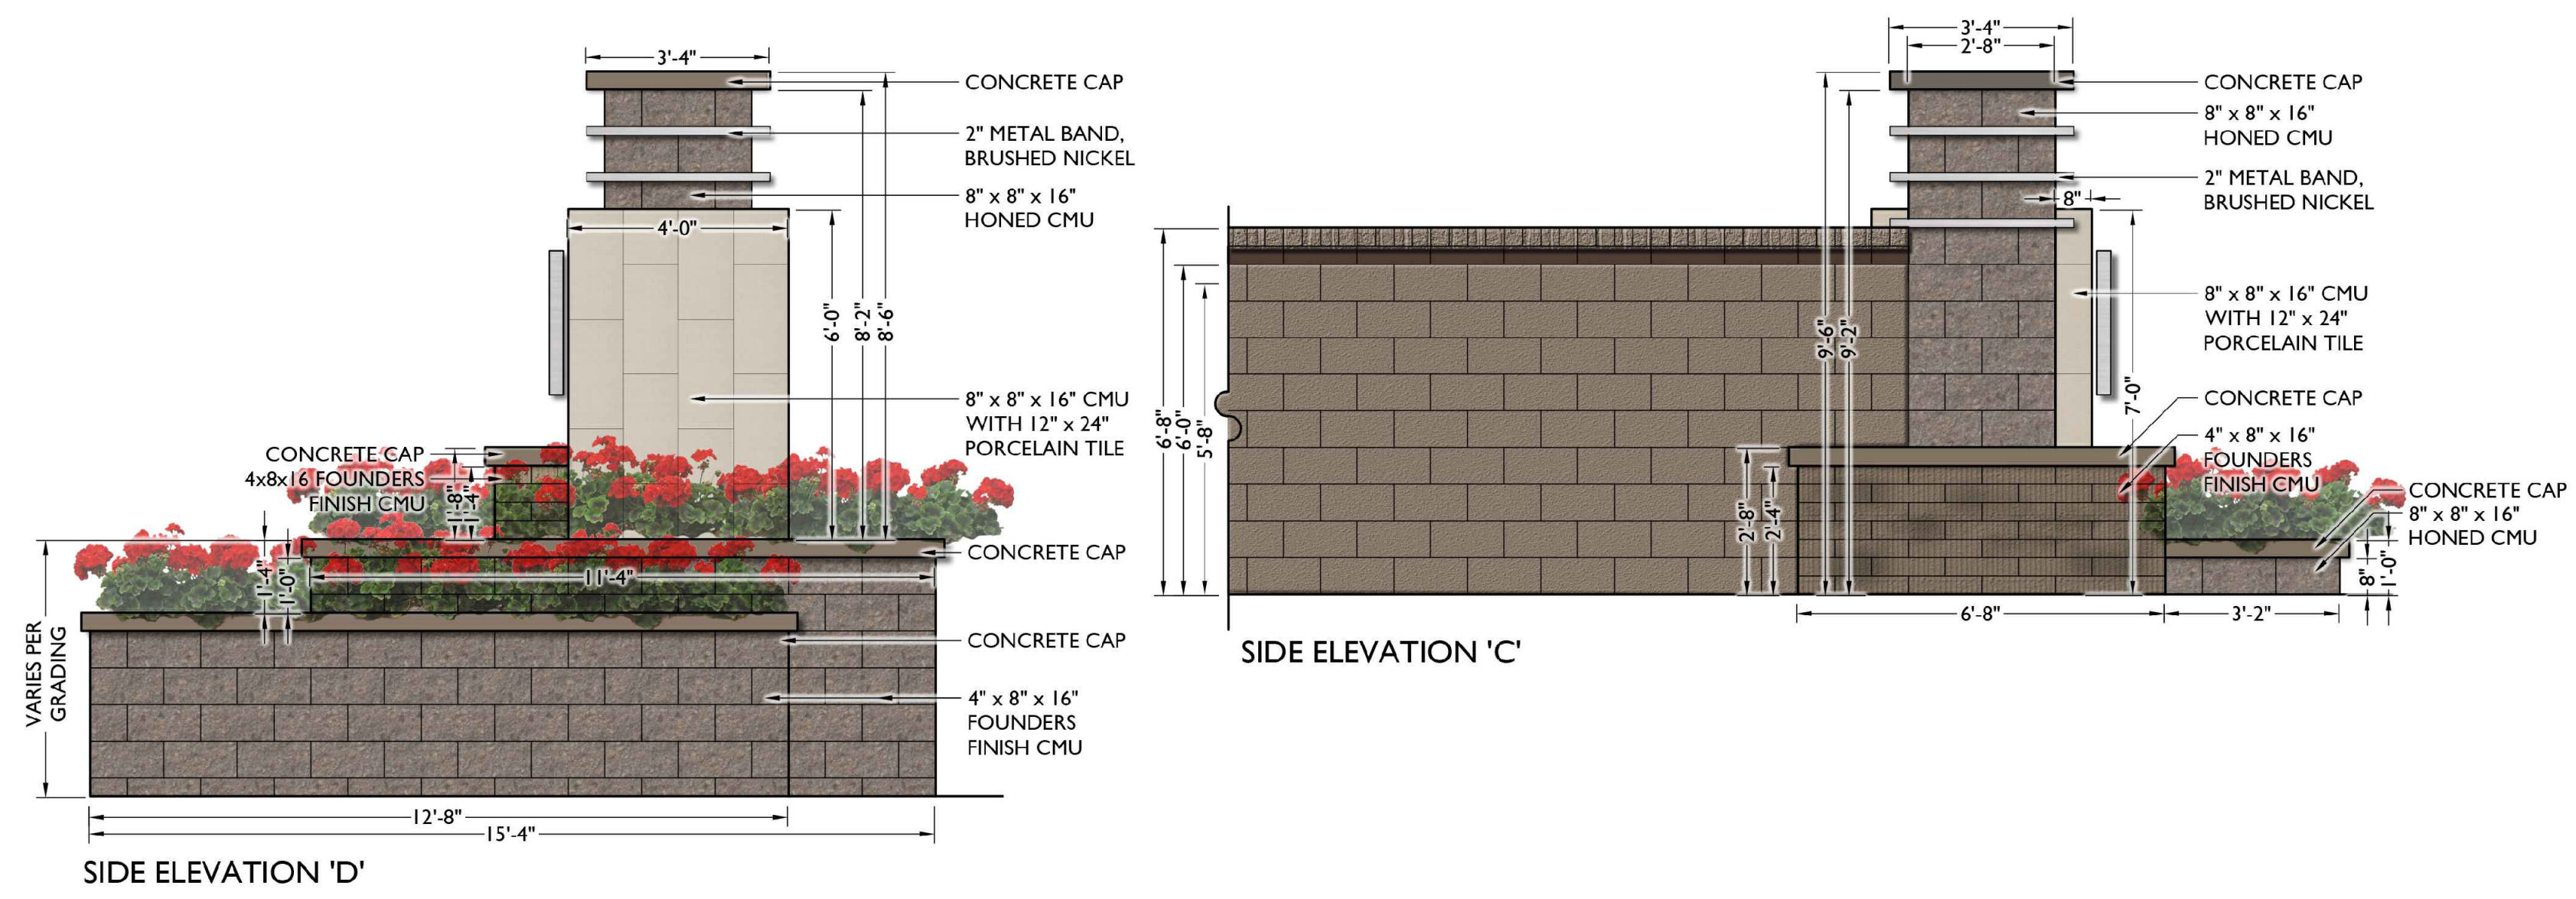 3'-4"
CONCRETE CAP
2" METAL BAND,
BRUSHED NICKEL
8" x 8" x 16"
HONED CMU
4'-0"
6'-0"
8'-2"
8'-6"
8" x 8" x 16" CMU
WITH 12" x 24"
PORCELAIN TILE
CONCRETE CAP
4x8x16 FOUNDERS
FINISH CMU
1'-8"
1'-4"
CONCRETE CAP
1'-4"
1'-0"
11'-4"
CONCRETE CAP
VARIES PER
GRADING
4" x 8" x 16"
FOUNDERS
FINISH CMU
12'-8"
15'-4"
SIDE ELEVATION 'D'
3'-4"
2'-8"
CONCRETE CAP
8" x 8" x 16"
HONED CMU
2" METAL BAND,
BRUSHED NICKEL
8"
8" x 8" x 16" CMU
WITH 12" x 24"
PORCELAIN TILE
9'-6"
9'-2"
7'-0"
6'-8"
6'-0"
5'-8"
CONCRETE CAP
4" x 8" x 16"
FOUNDERS
FINISH CMU
CONCRETE CAP
8" x 8" x 16"
HONED CMU
2'-8"
2'-4"
8"
1'-0"
6'-8"
3'-2"
SIDE ELEVATION 'C'